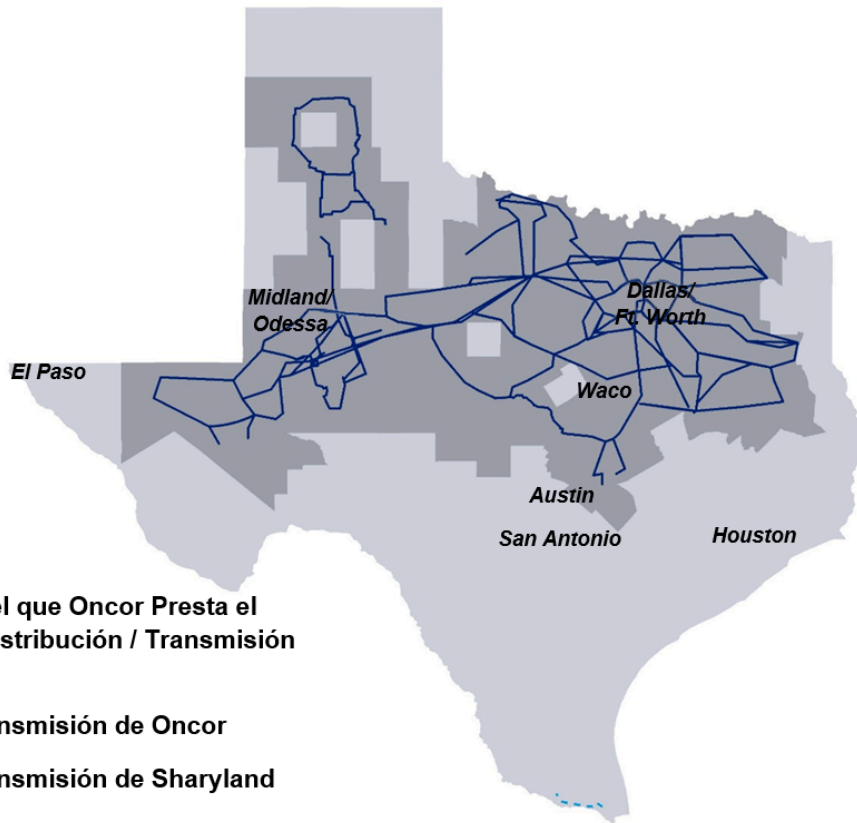 Midland/
Odessa
Dallas/
Ft. Worth
El Paso
Waco
Austin
San Antonio
Houston
el que Oncor Presta el
stribución / Transmisión
nsmisión de Oncor
nsmisión de Sharyland